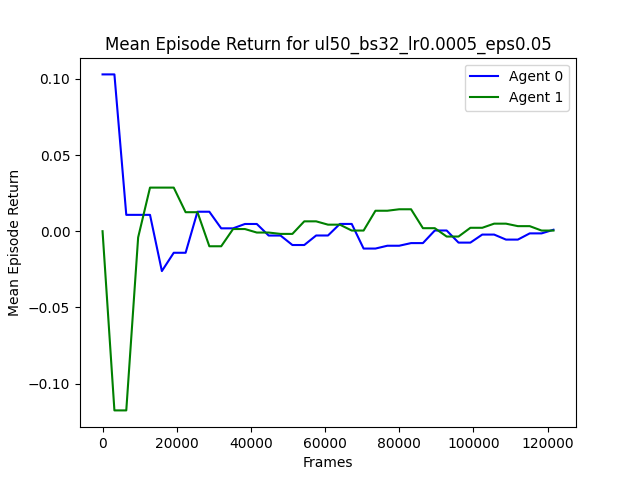 Mean Episode Return for ul50_bs32_lr0.0005_eps0.05
Agent 0
Agent 1
0.10
0.05
0.00
−0.05
−0.10
Mean Episode Return
0 20000 40000 60000 80000 100000 120000
Frames